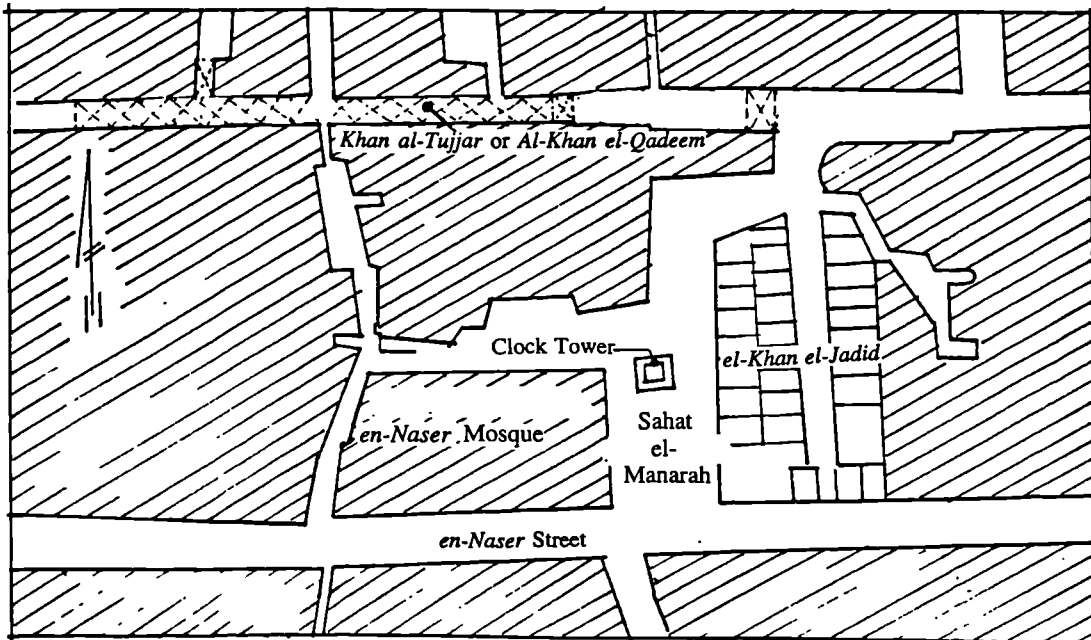 Khan al-Tujjar or Al-Khan el-Qadeem
Clock Tower
el-Khan el-Jadid
Sahat
el-
Manarah
en-Naser Mosque
en-Naser Street